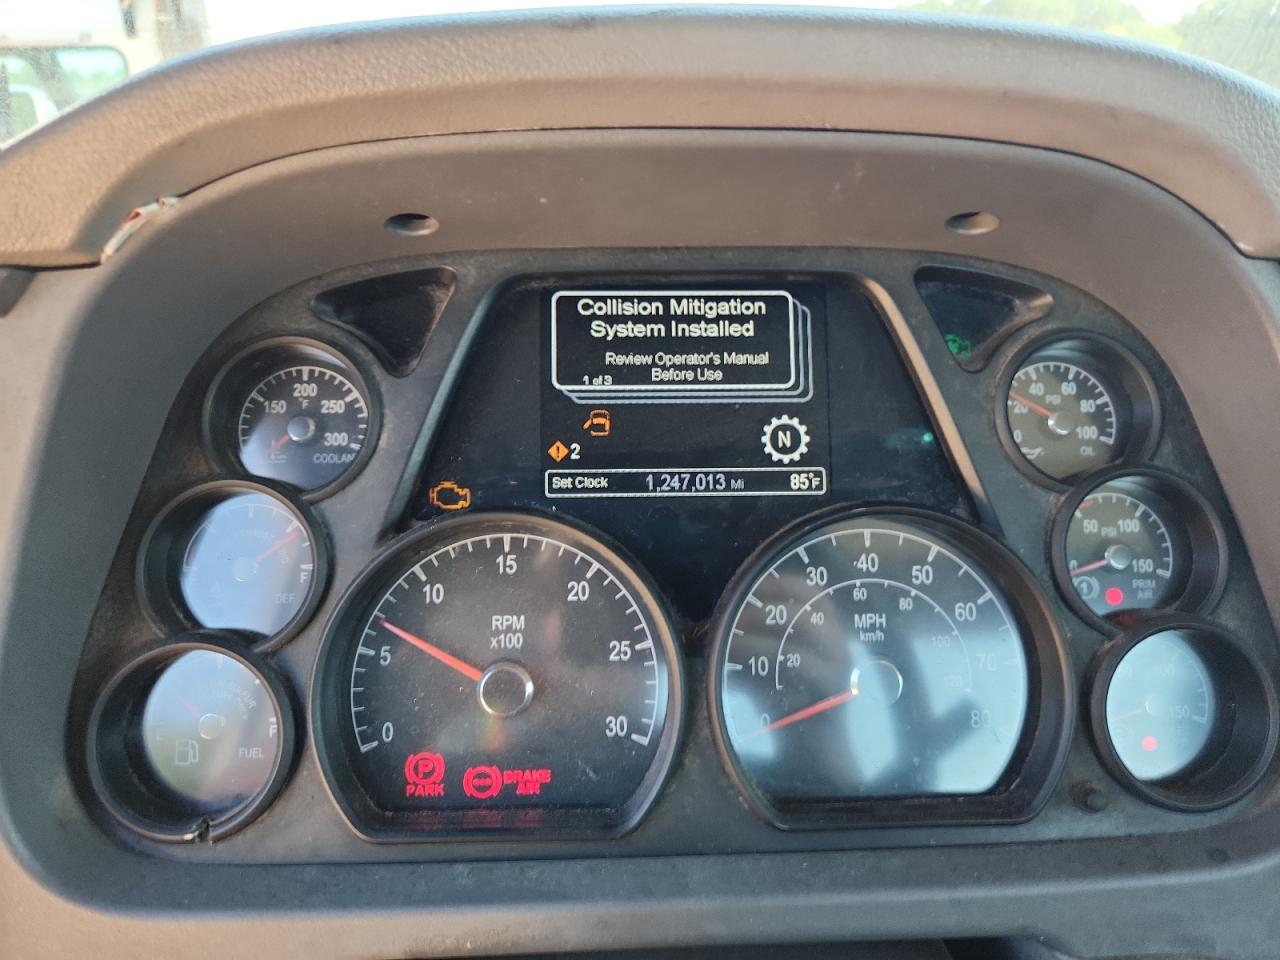 Collision Mitigation
System Installed
Review Operator's Manual
Before Use
1 of 3
2
N
Set Clock 1,247,013 Mi 85°F
150 200 250 300
°F
COOLANT
F
DEF
E F
FUEL
0 5 10 15 20 25 30
RPM
x100
P
PARK
BRAKE
AIR
0 10 20 30 40 50 60 70 80
20 40 60 80 100 120
MPH
km/h
0 20 40 60 80 100
PSI
OIL
50 100 150
PSI
1
PRIM
AIR
100 150